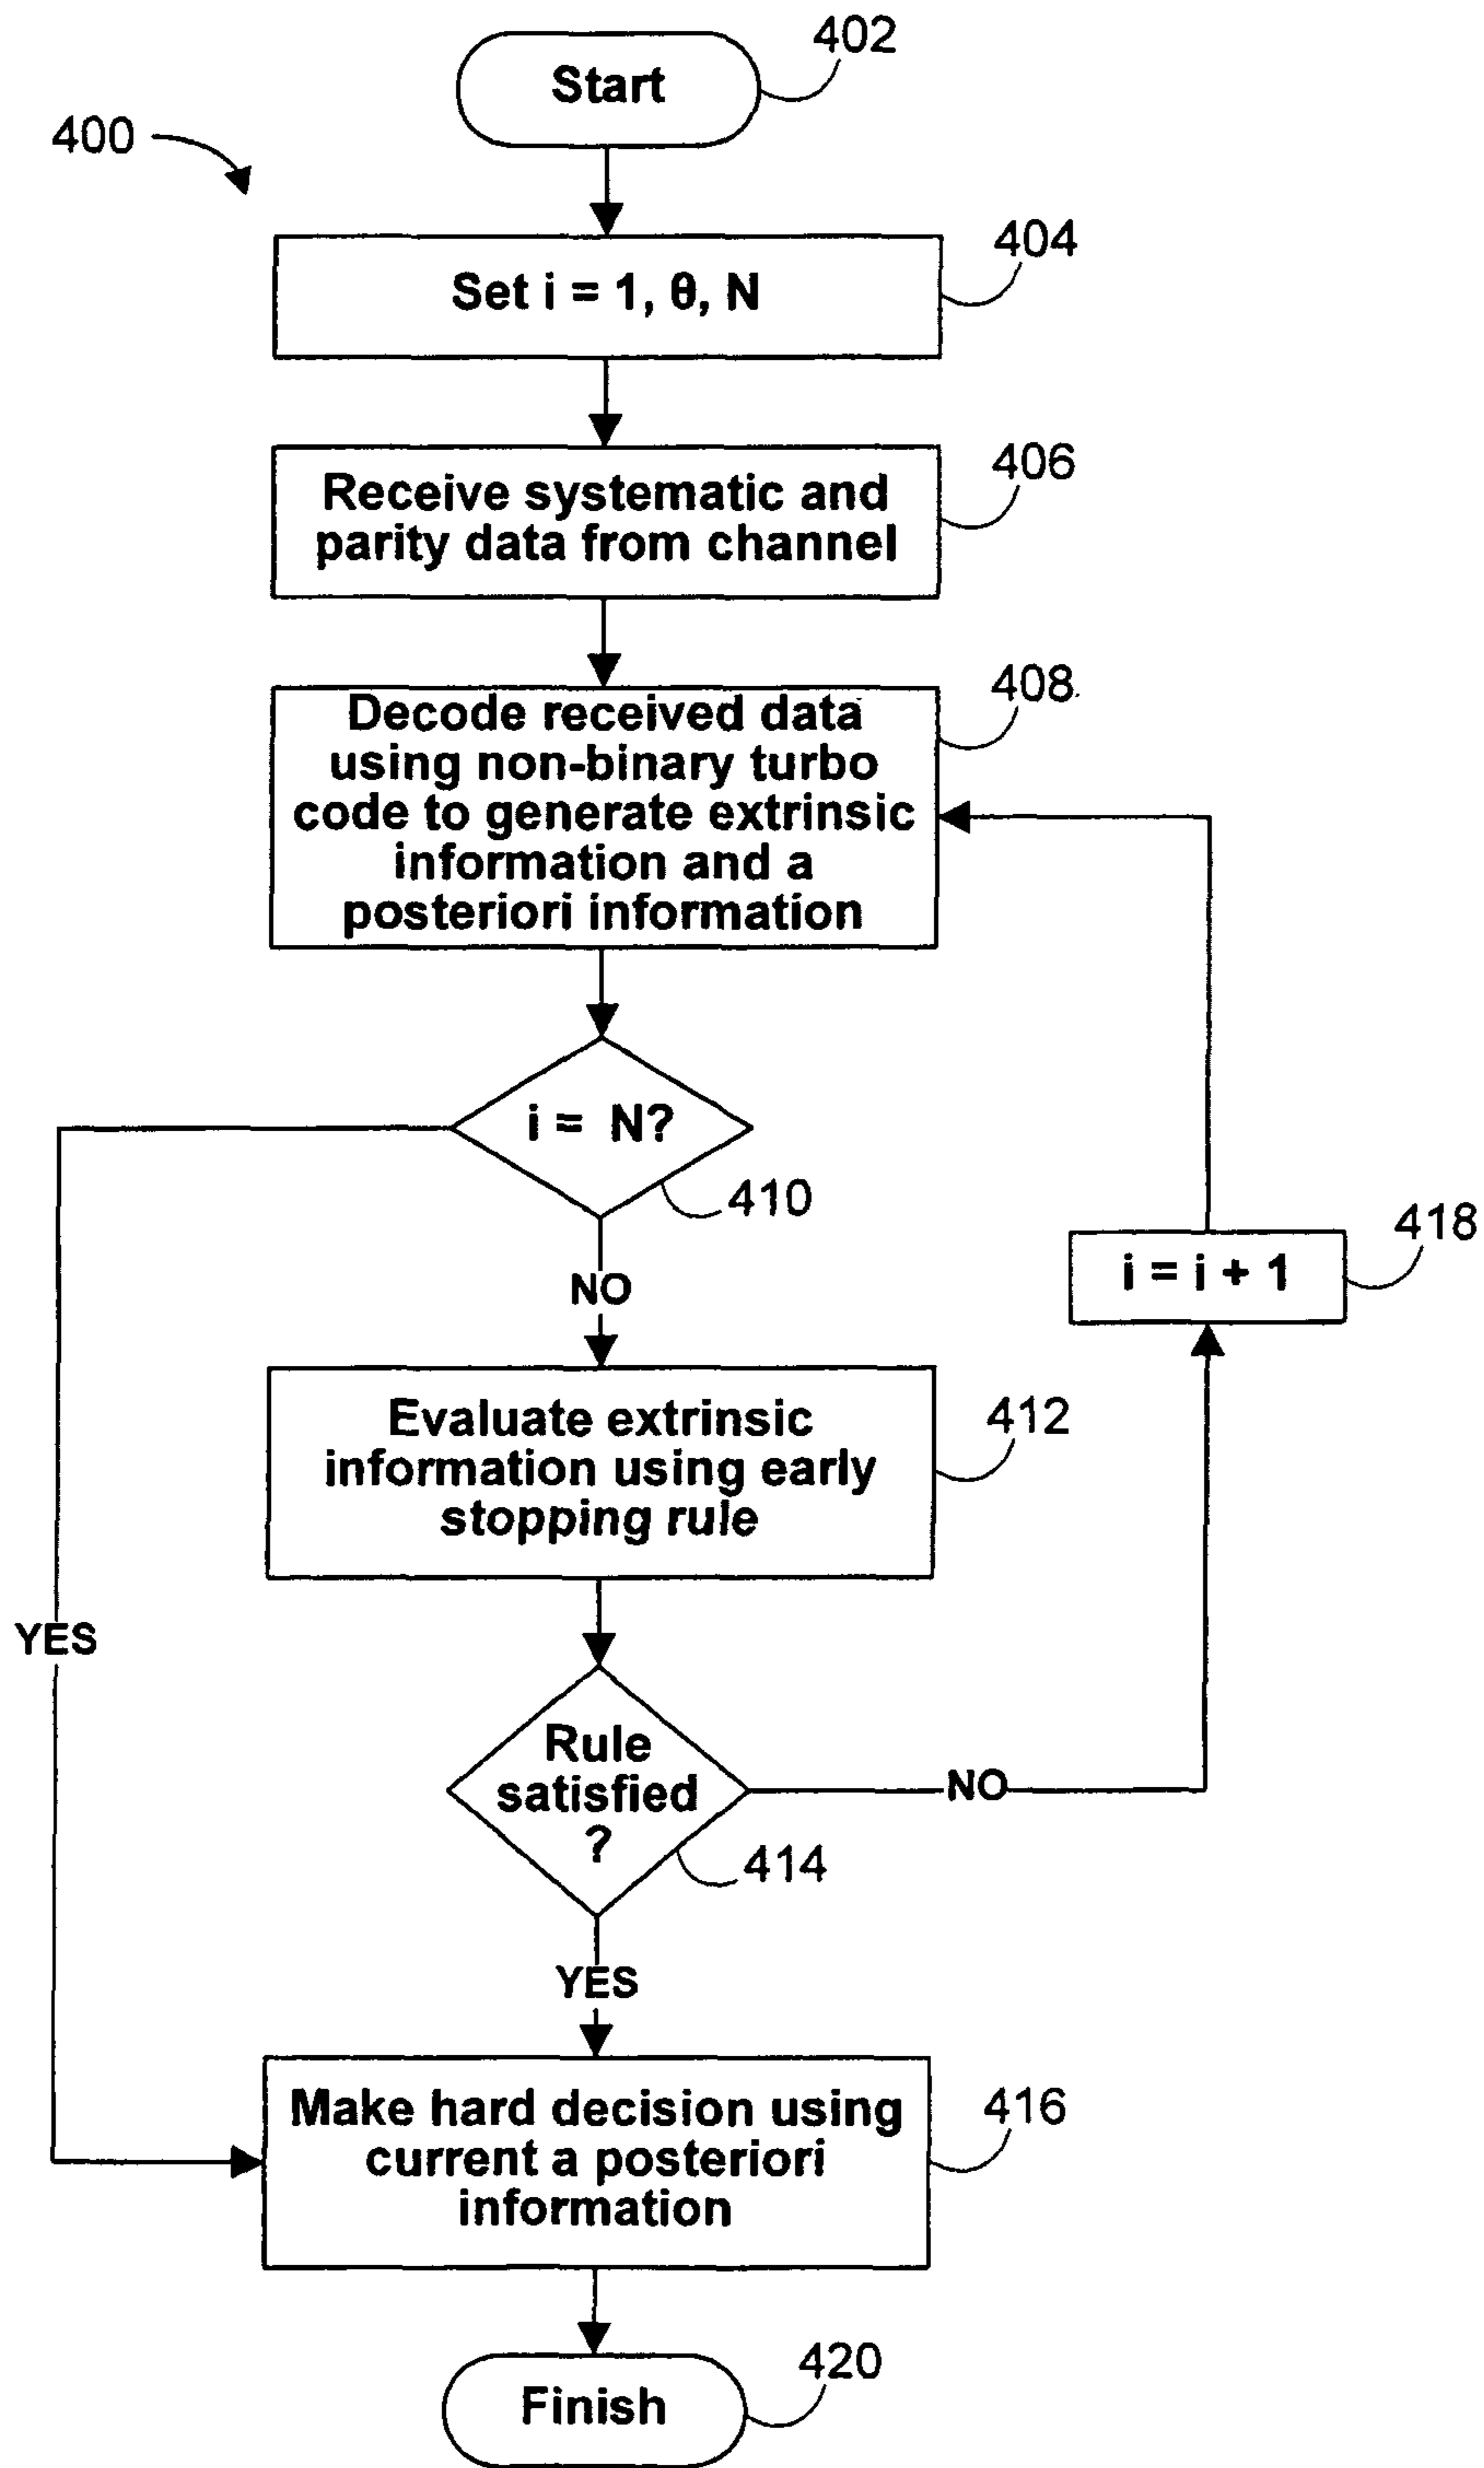 402
Start
400
404
Set i = 1, θ, N
406
Receive systematic and
parity data from channel
408
Decode received data
using non-binary turbo
code to generate extrinsic
information and a
posteriori information
i = N?
410
418
i = i + 1
NO
412
Evaluate extrinsic
information using early
stopping rule
YES
Rule
satisfied
?
NO
414
YES
416
Make hard decision using
current a posteriori
information
420
Finish